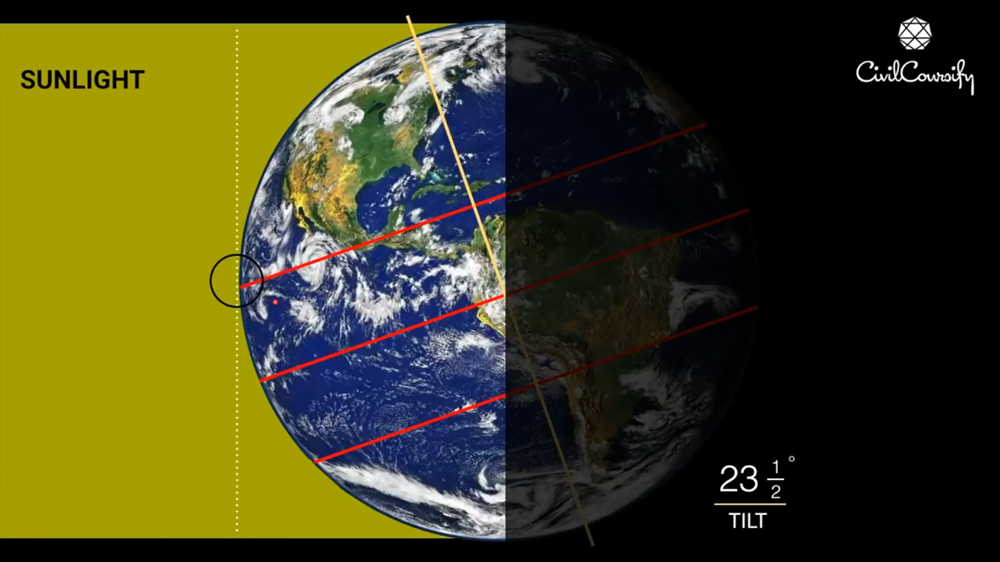 SUNLIGHT
CivilCoursify
23 1/2 °
TILT